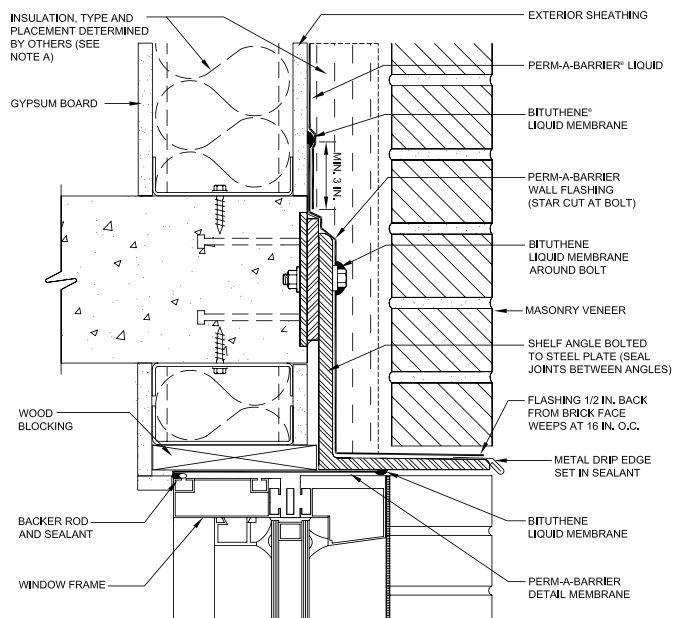 INSULATION, TYPE AND
PLACEMENT DETERMINED
BY OTHERS (SEE
NOTE A)
GYPSUM BOARD
WOOD
BLOCKING
BACKER ROD
AND SEALANT
WINDOW FRAME
MIN. 3 IN.
EXTERIOR SHEATHING
PERM-A-BARRIER® LIQUID
BITUTHENE®
LIQUID MEMBRANE
PERM-A-BARRIER
WALL FLASHING
(STAR CUT AT BOLT)
BITUTHENE
LIQUID MEMBRANE
AROUND BOLT
MASONRY VENEER
SHELF ANGLE BOLTED
TO STEEL PLATE (SEAL
JOINTS BETWEEN ANGLES)
FLASHING 1/2 IN. BACK
FROM BRICK FACE
WEEPS AT 16 IN. O.C.
METAL DRIP EDGE
SET IN SEALANT
BITUTHENE
LIQUID MEMBRANE
PERM-A-BARRIER
DETAIL MEMBRANE